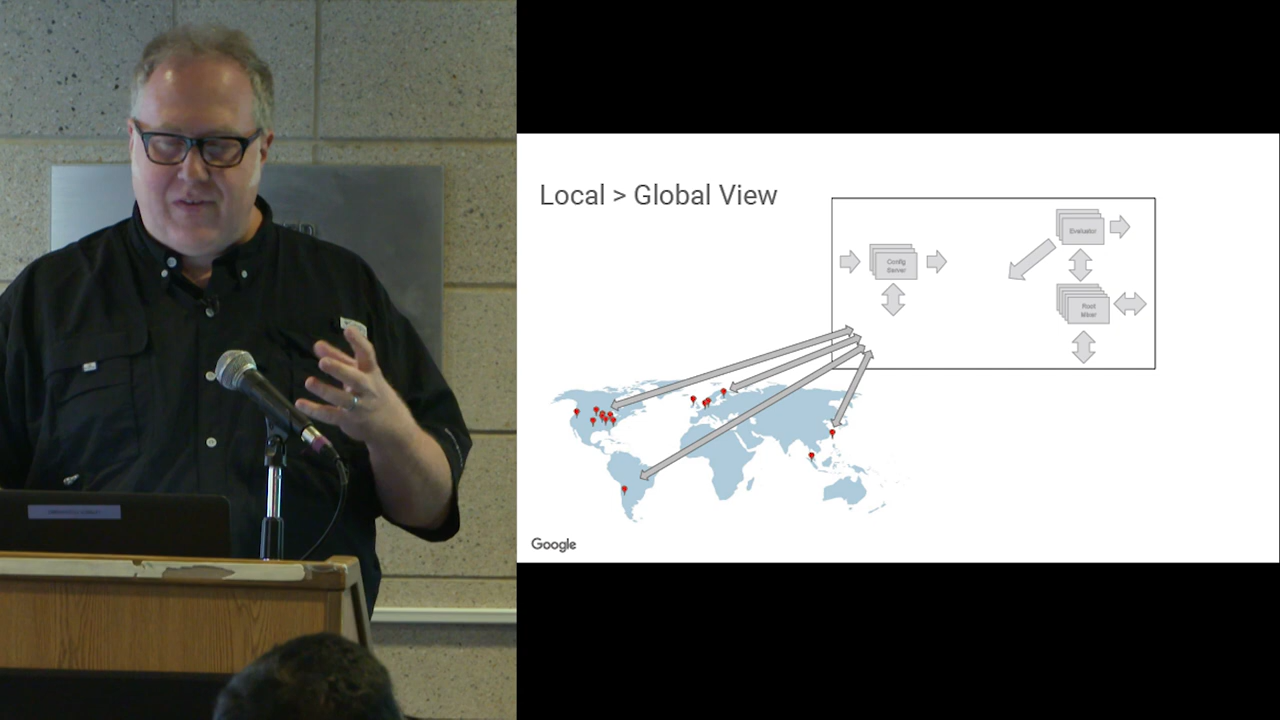 Local > Global View
Evaluator
Config
Server
Root
Mixer
Google